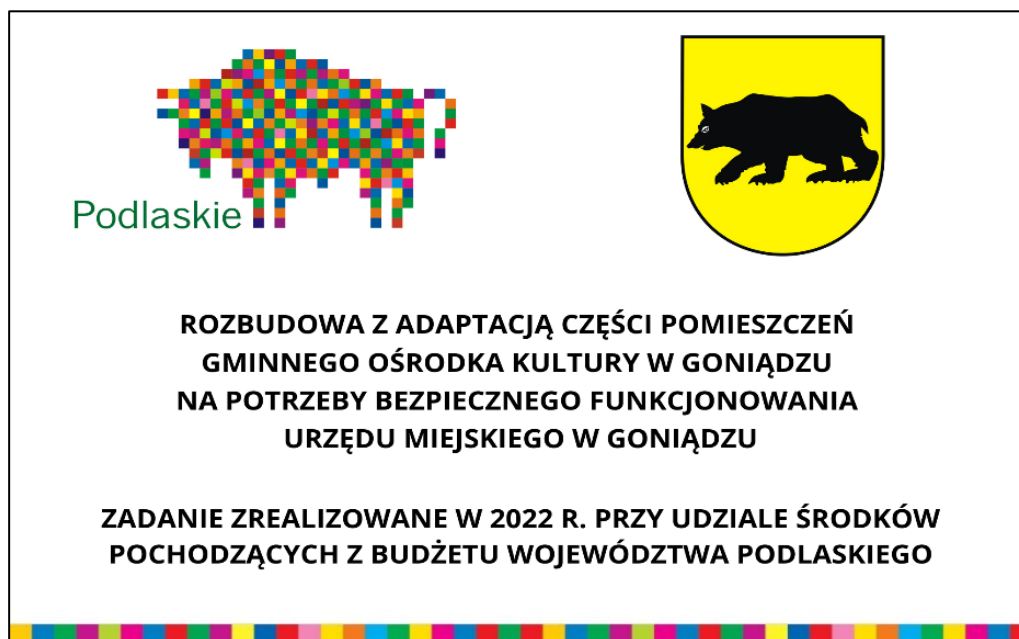 Podlaskie
ROZBUDOWA Z ADAPTACJĄ CZĘŚCI POMIESZCZEŃ
GMINNEGO OŚRODKA KULTURY W GONIĄDZU
NA POTRZEBY BEZPIECZNEGO FUNKCJONOWANIA
URZĘDU MIEJSKIEGO W GONIĄDZU
ZADANIE ZREALIZOWANE W 2022 R. PRZY UDZIALE ŚRODKÓW
POCHODZĄCYCH Z BUDŻETU WOJEWÓDZTWA PODLASKIEGO